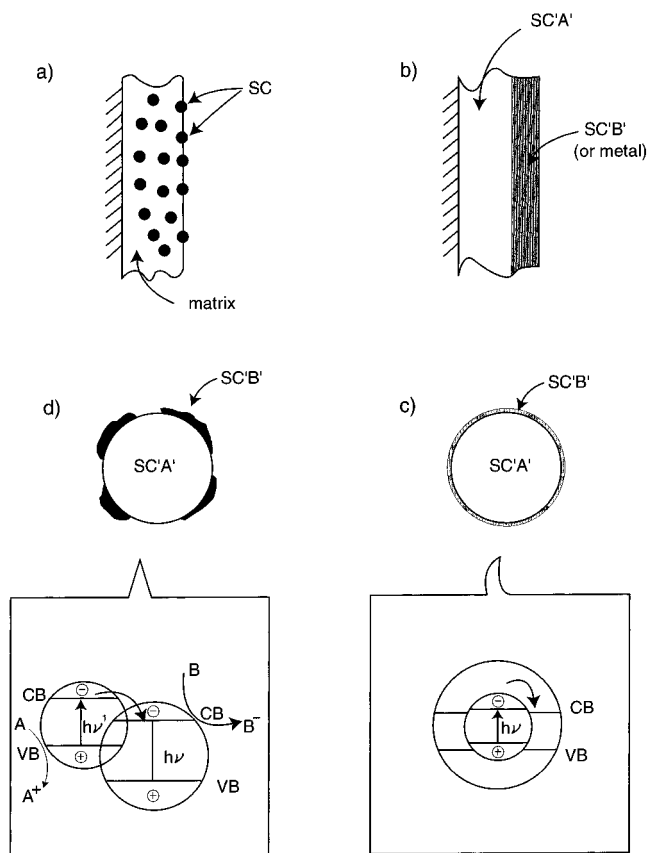 a)
SC
matrix
b)
SC'A'
SC'B'
(or metal)
d)
SC'B'
SC'A'
c)
SC'B'
SC'A'
CB
A
VB
A+
hν¹
⊖
⊕
B
CB
B-
⊖
hν
VB
⊕
⊖
hν
⊕
CB
VB